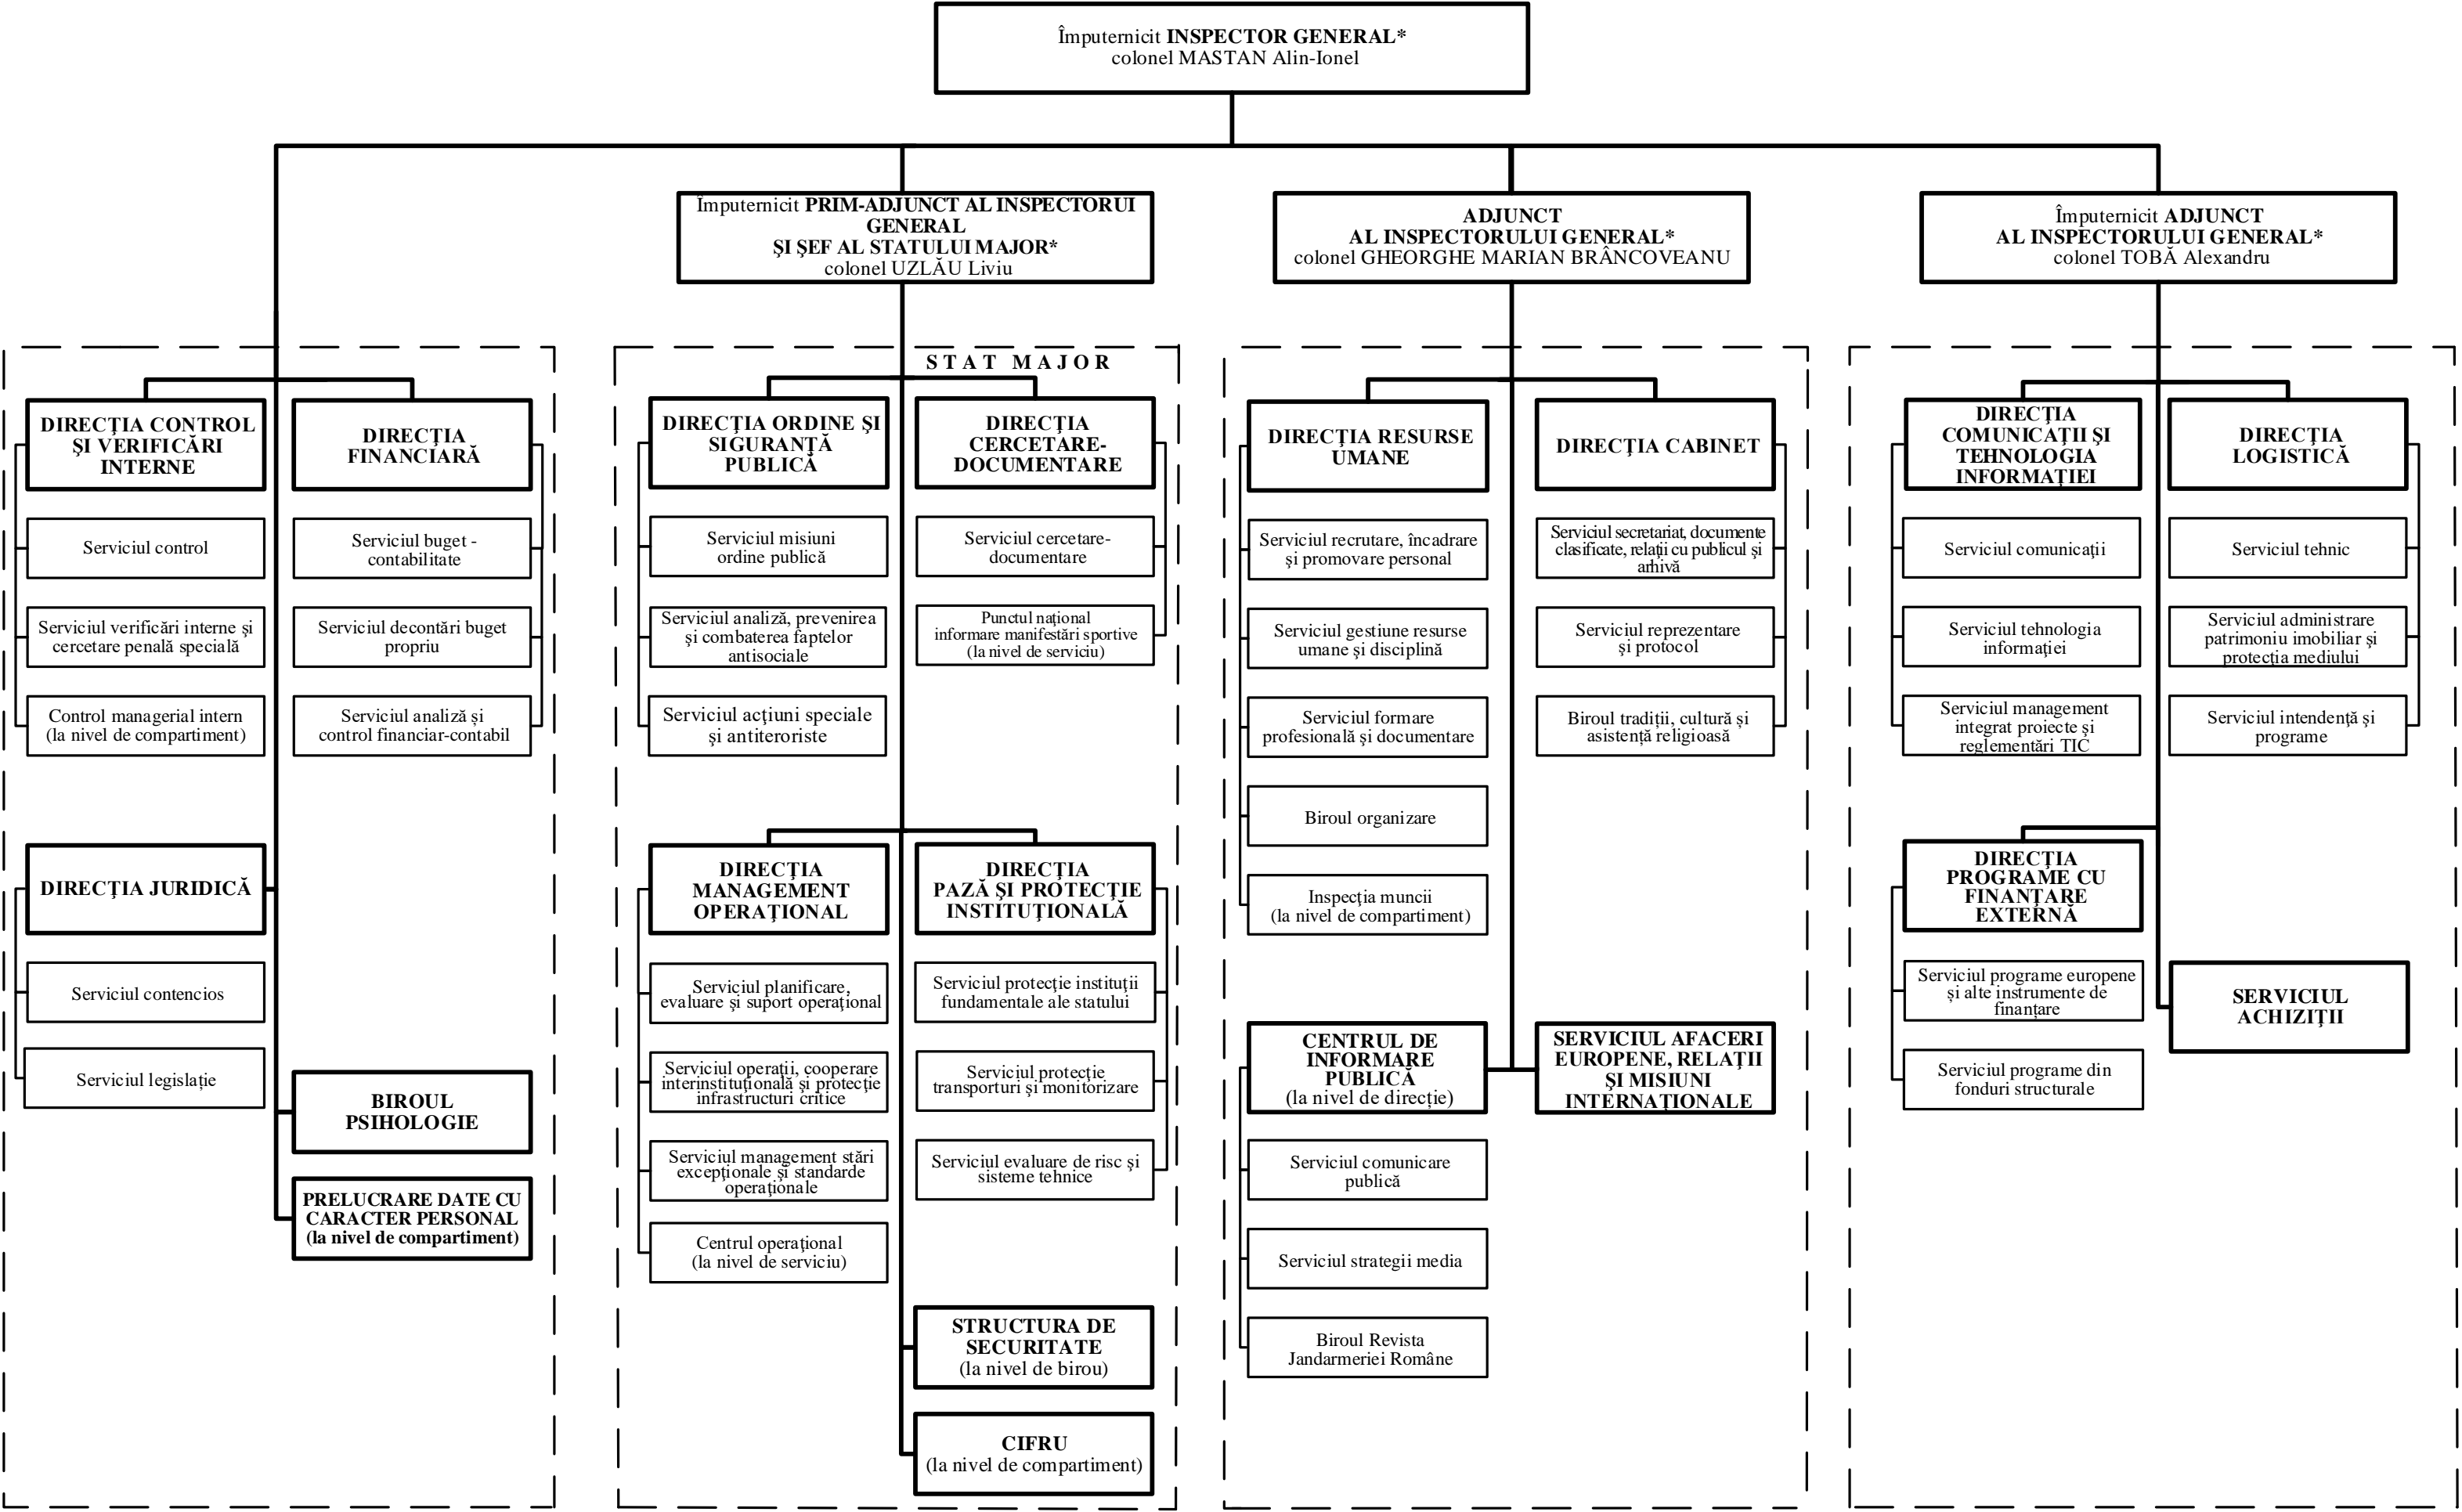 Împuternicit INSPECTOR GENERAL*
colonel MASTAN Alin-Ionel
Împuternicit PRIM-ADJUNCT AL INSPECTORUI
GENERAL
ŞI ŞEF AL STATULUI MAJOR*
colonel UZLĂU Liviu
ADJUNCT
AL INSPECTORULUI GENERAL*
colonel GHEORGHE MARIAN BRÂNCOVEANU
Împuternicit ADJUNCT
AL INSPECTORULUI GENERAL*
colonel TOBĂ Alexandru
DIRECŢIA CONTROL
ŞI VERIFICĂRI
INTERNE
Serviciul control
Serviciul verificări interne şi
cercetare penală specială
Control managerial intern
(la nivel de compartiment)
DIRECŢIA
FINANCIARĂ
Serviciul buget -
contabilitate
Serviciul decontări buget
propriu
Serviciul analiză și
control financiar-contabil
DIRECŢIA JURIDICĂ
Serviciul contencios
Serviciul legislație
BIROUL
PSIHOLOGIE
PRELUCRARE DATE CU
CARACTER PERSONAL
(la nivel de compartiment)
STAT MAJOR
DIRECŢIA ORDINE ŞI
SIGURANŢĂ
PUBLICĂ
Serviciul misiuni
ordine publică
Serviciul analiză, prevenirea
şi combaterea faptelor
antisociale
Serviciul acţiuni speciale
şi antiteroriste
DIRECŢIA
CERCETARE-
DOCUMENTARE
Serviciul cercetare-
documentare
Punctul naţional
informare manifestări sportive
(la nivel de serviciu)
DIRECŢIA
MANAGEMENT
OPERAŢIONAL
Serviciul planificare,
evaluare şi suport operaţional
Serviciul operaţii, cooperare
interinstituţională şi protecţie
infrastructuri critice
Serviciul management stări
excepţionale şi standarde
operaţionale
Centrul operaţional
(la nivel de serviciu)
DIRECŢIA
PAZĂ ŞI PROTECŢIE
INSTITUŢIONALĂ
Serviciul protecţie instituţii
fundamentale ale statului
Serviciul protecţie
transporturi şi monitorizare
Serviciul evaluare de risc şi
sisteme tehnice
STRUCTURA DE
SECURITATE
(la nivel de birou)
CIFRU
(la nivel de compartiment)
DIRECŢIA RESURSE
UMANE
Serviciul recrutare, încadrare
şi promovare personal
Serviciul gestiune resurse
umane şi disciplină
Serviciul formare
profesională şi documentare
Biroul organizare
Inspecţia muncii
(la nivel de compartiment)
DIRECŢIA CABINET
Serviciul secretariat, documente
clasificate, relaţii cu publicul şi
arhivă
Serviciul reprezentare
şi protocol
Biroul tradiții, cultură și
asistență religioasă
CENTRUL DE
INFORMARE
PUBLICĂ
(la nivel de direcție)
Serviciul comunicare
publică
Serviciul strategii media
Biroul Revista
Jandarmeriei Române
SERVICIUL AFACERI
EUROPENE, RELAŢII
ŞI MISIUNI
INTERNAŢIONALE
DIRECŢIA
COMUNICAŢII ŞI
TEHNOLOGIA
INFORMAŢIEI
Serviciul comunicaţii
Serviciul tehnologia
informaţiei
Serviciul management
integrat proiecte şi
reglementări TIC
DIRECŢIA
LOGISTICĂ
Serviciul tehnic
Serviciul administrare
patrimoniu imobiliar şi
protecţia mediului
Serviciul intendenţă şi
programe
DIRECŢIA
PROGRAME CU
FINANŢARE
EXTERNĂ
Serviciul programe europene
și alte instrumente de
finanțare
Serviciul programe din
fonduri structurale
SERVICIUL
ACHIZIŢII